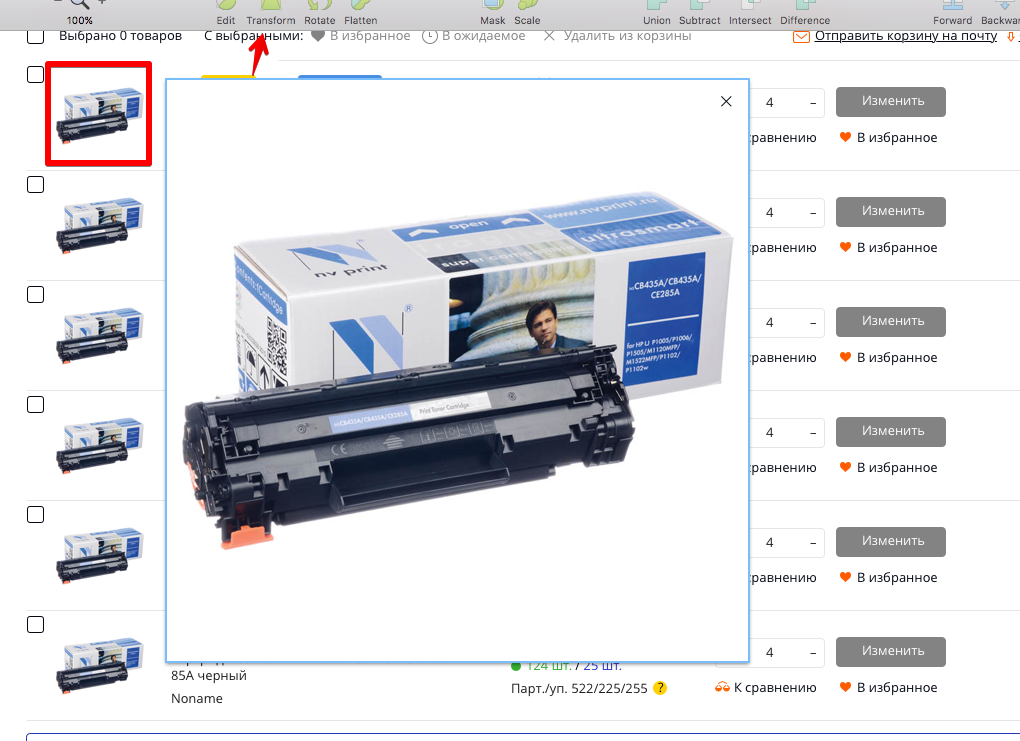 100%
Edit Transform Rotate Flatten Mask Scale Union Subtract Intersect Difference Forward Backwar
Выбрано 0 товаров С выбранными: В избранное В ожидаемое Удалить из корзины Отправить корзину на почту
4 – Изменить
сравнению В избранное
open
www.nvprint.ru
ultrasmart
nv print
CB435A/CB435A/
CE285A
for HP LJ P1005/P1006/
P1505/M1120MFP/
M1522MFP/P1102/
P1102w
nvCB435A/CB435A/CE285A Print Toner Cartridge
4 – Изменить
сравнению В избранное
4 – Изменить
сравнению В избранное
4 – Изменить
сравнению В избранное
4 – Изменить
сравнению В избранное
4 – Изменить
124 шт. / 25 шт.
85A черный
Парт./уп. 522/225/255 ? К сравнению В избранное
Noname